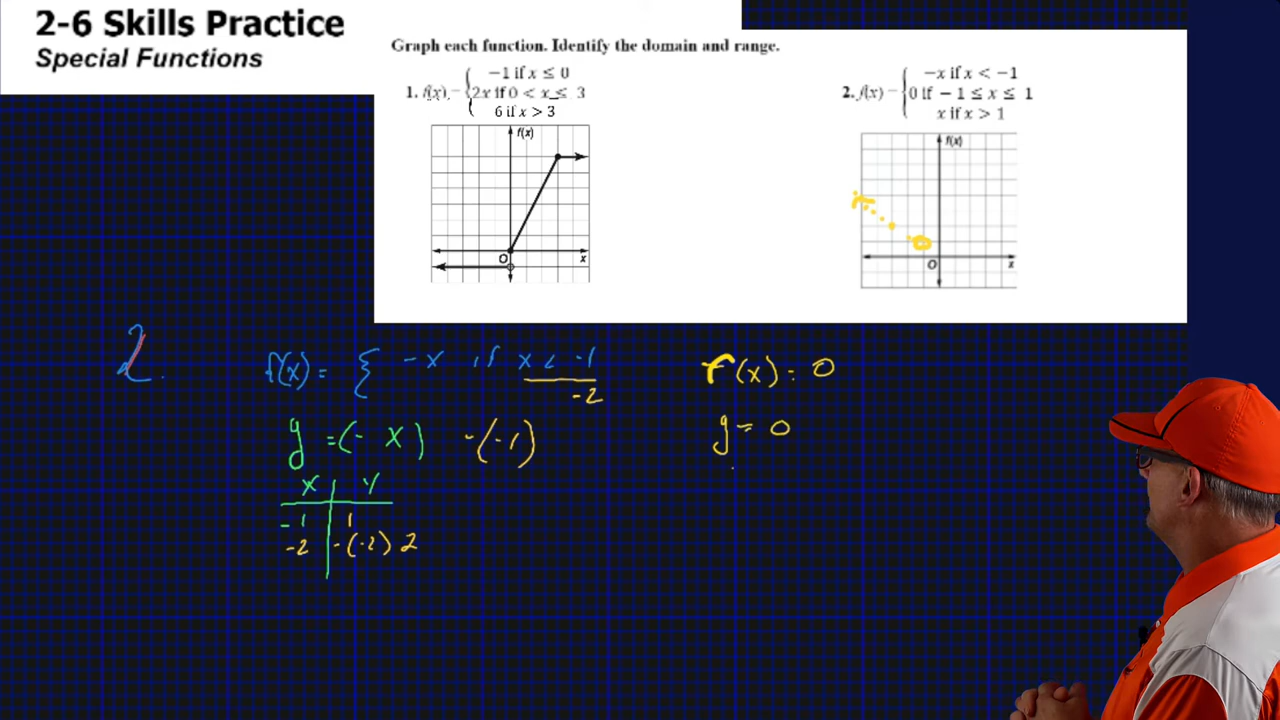 2-6 Skills Practice
Special Functions
Graph each function. Identify the domain and range.
−1 if x ≤ 0
1. f(x) − { 2x if 0 < x ≤ 3
6 if x > 3
f(x)
O
x
−x if x < −1
2. f(x) − { 0 if − 1 ≤ x ≤ 1
x if x > 1
f(x)
O
x
2.
f(x) = { -x if x < -1
-2
y = (- x) -(-1)
x y
-1 1
-2 -(-2) 2
f(x) = 0
y = 0